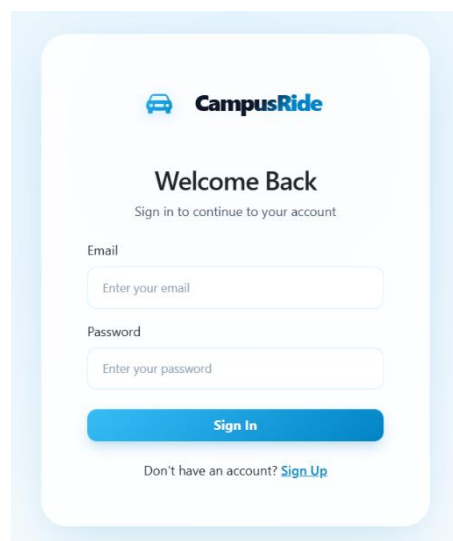 CampusRide
Welcome Back
Sign in to continue to your account
Email
Enter your email
Password
Enter your password
Sign In
Don't have an account? Sign Up